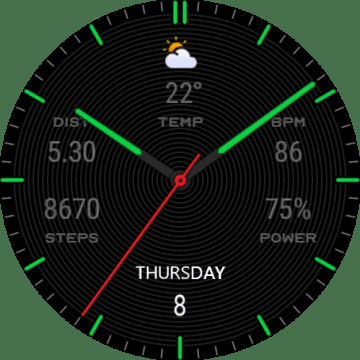 22°
DIST TEMP BPM
5.30 86
8670 75%
STEPS POWER
THURSDAY
8